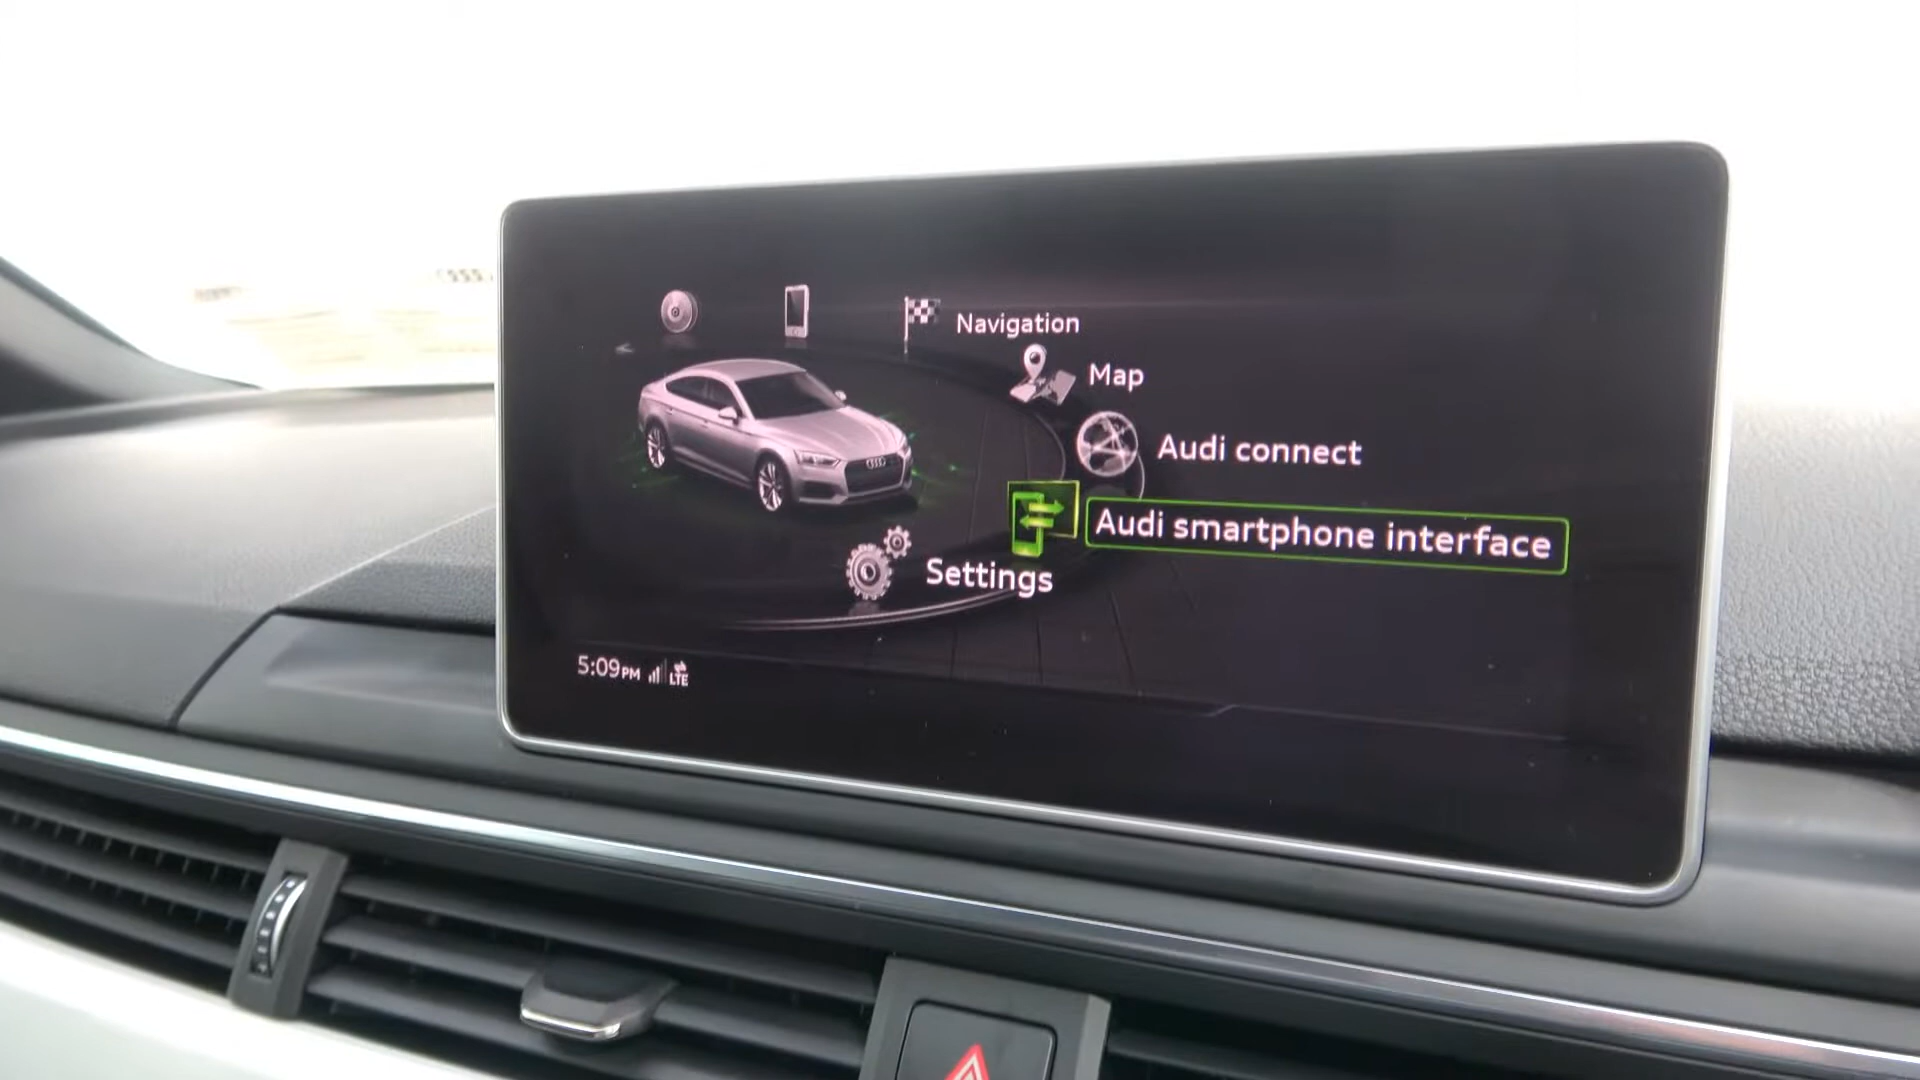 Navigation
Map
Audi connect
Audi smartphone interface
Settings
5:09PM LTE